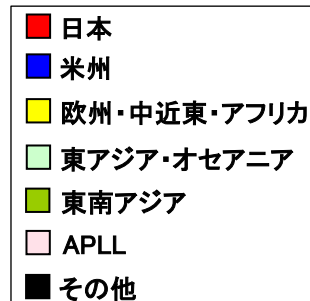 日本
米州
欧州・中近東・アフリカ
東アジア・オセアニア
東南アジア
APLL
その他